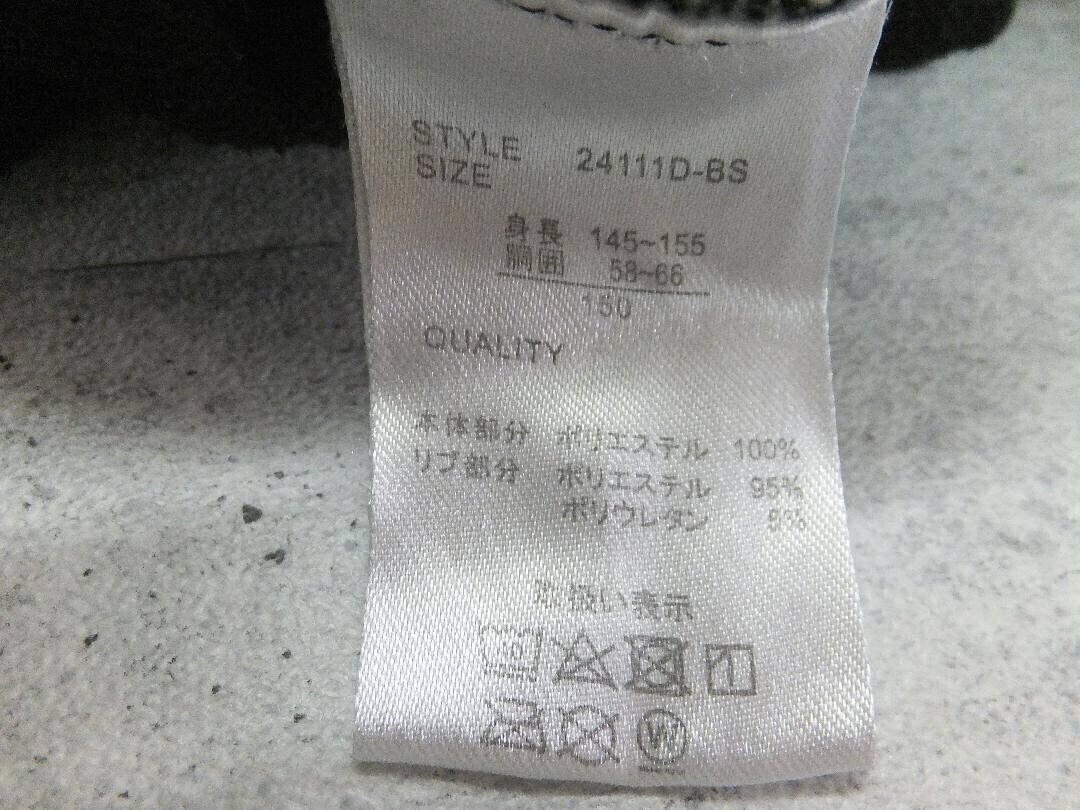 STYLE 24111D-BS
SIZE
身長 145~155
胴囲 58~66
150
QUALITY
本体部分 ポリエステル 100%
リブ部分 ポリエステル 95%
ポリウレタン 5%
取扱い表示
W